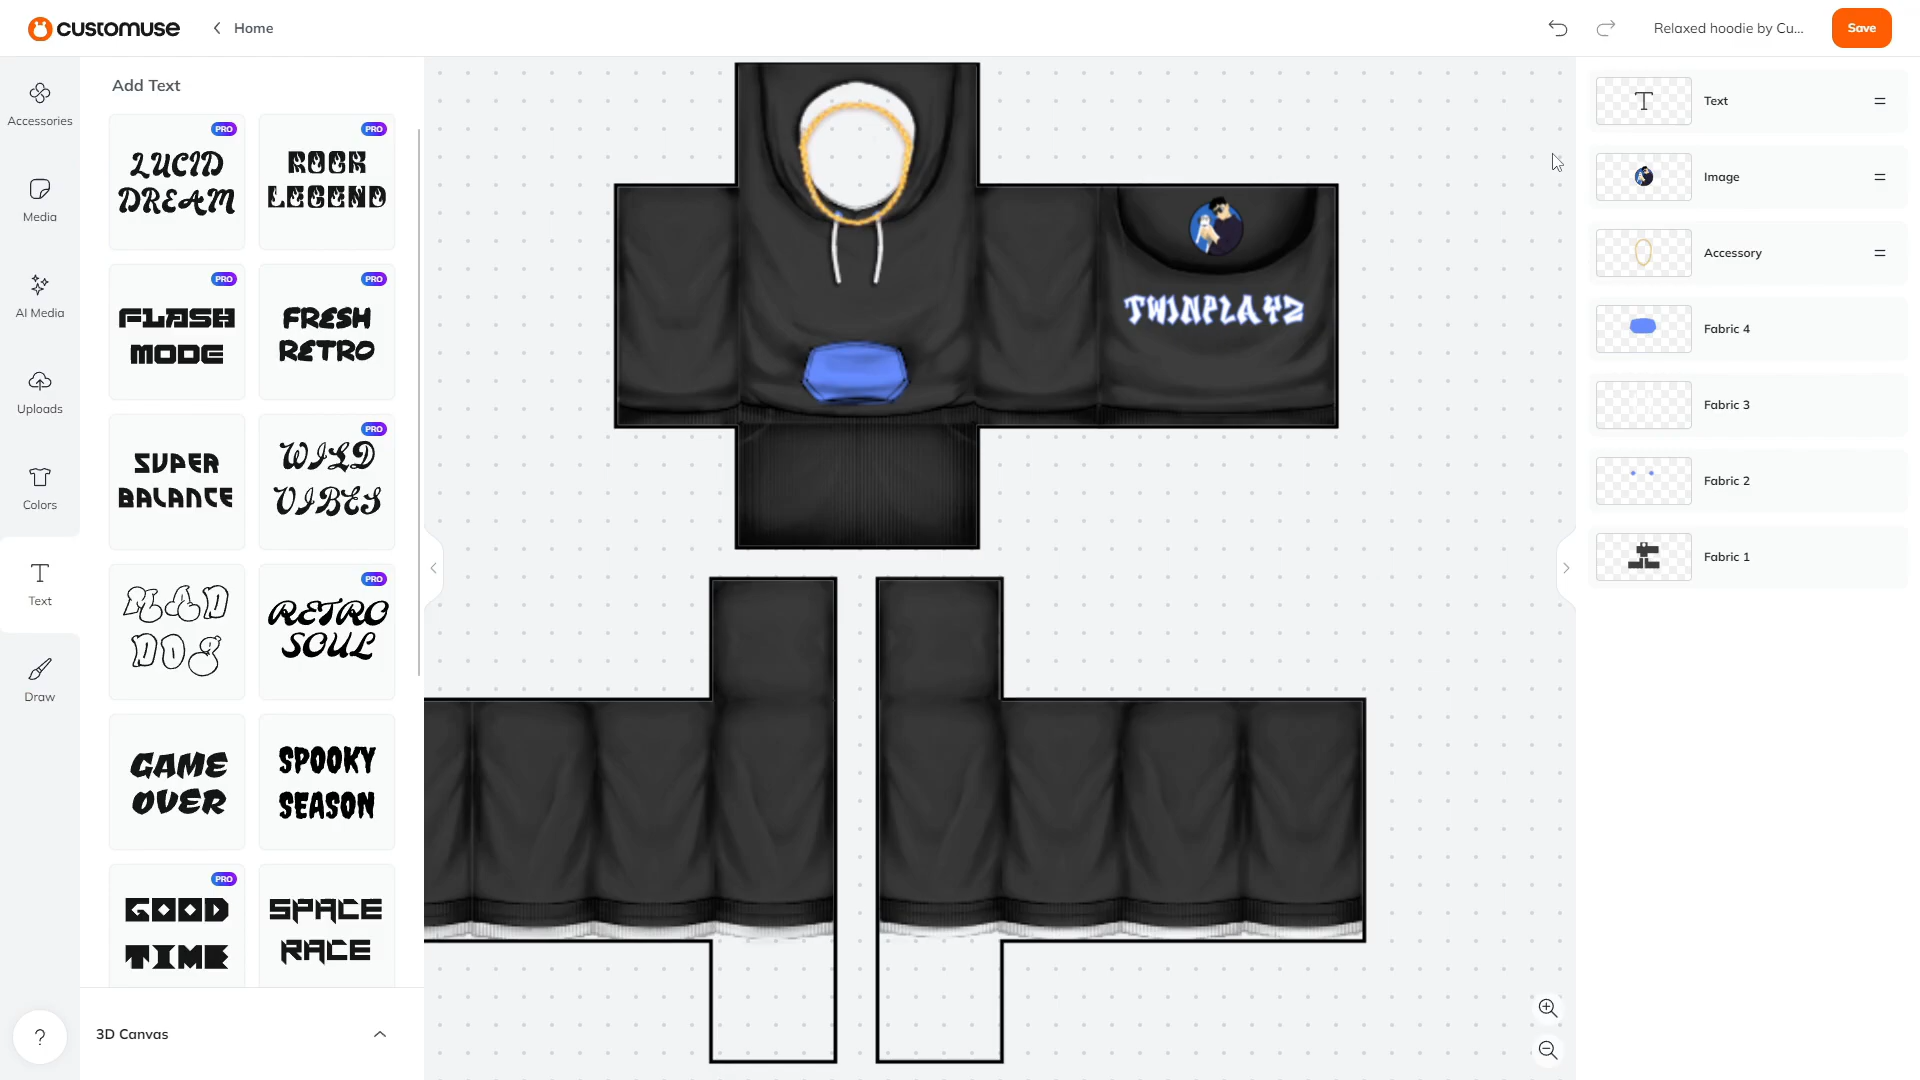 customuse
Home
Relaxed hoodie by Cu...
Save
Accessories
Media
AI Media
Uploads
Colors
Text
Draw
?
Add Text
PRO
LUCID
DREAM
PRO
ROCK
LEGEND
PRO
FLASH
MODE
PRO
FRESH
RETRO
SUPER
BALANCE
PRO
WILD
VIBES
MAD
DOG
PRO
RETRO
SOUL
GAME
OVER
SPOOKY
SEASON
PRO
GOOD
TIME
SPACE
RACE
3D Canvas
TWINPLAYZ
T
Text
Image
Accessory
Fabric 4
Fabric 3
Fabric 2
Fabric 1